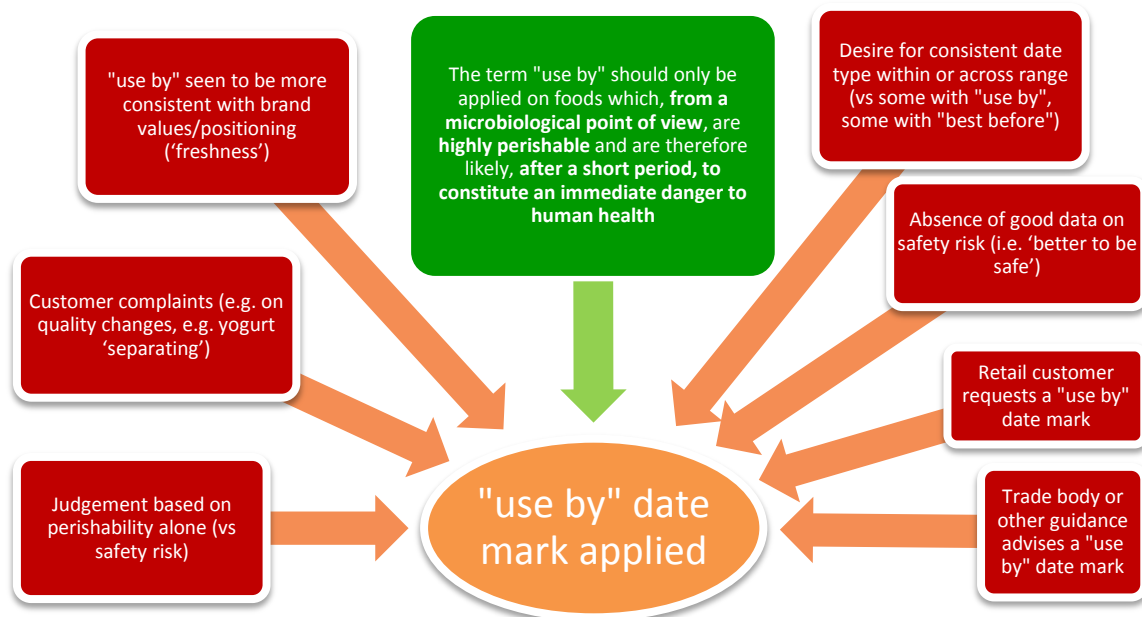 "use by" seen to be more
consistent with brand
values/positioning
(‘freshness’)
The term "use by" should only be
applied on foods which, from a
microbiological point of view, are
highly perishable and are therefore
likely, after a short period, to
constitute an immediate danger to
human health
Desire for consistent date
type within or across range
(vs some with "use by",
some with "best before")
Customer complaints (e.g. on
quality changes, e.g. yogurt
‘separating’)
Absence of good data on
safety risk (i.e. ‘better to be
safe’)
Judgement based on
perishability alone (vs
safety risk)
Retail customer
requests a "use by"
date mark
Trade body or
other guidance
advises a "use
by" date mark
"use by" date
mark applied